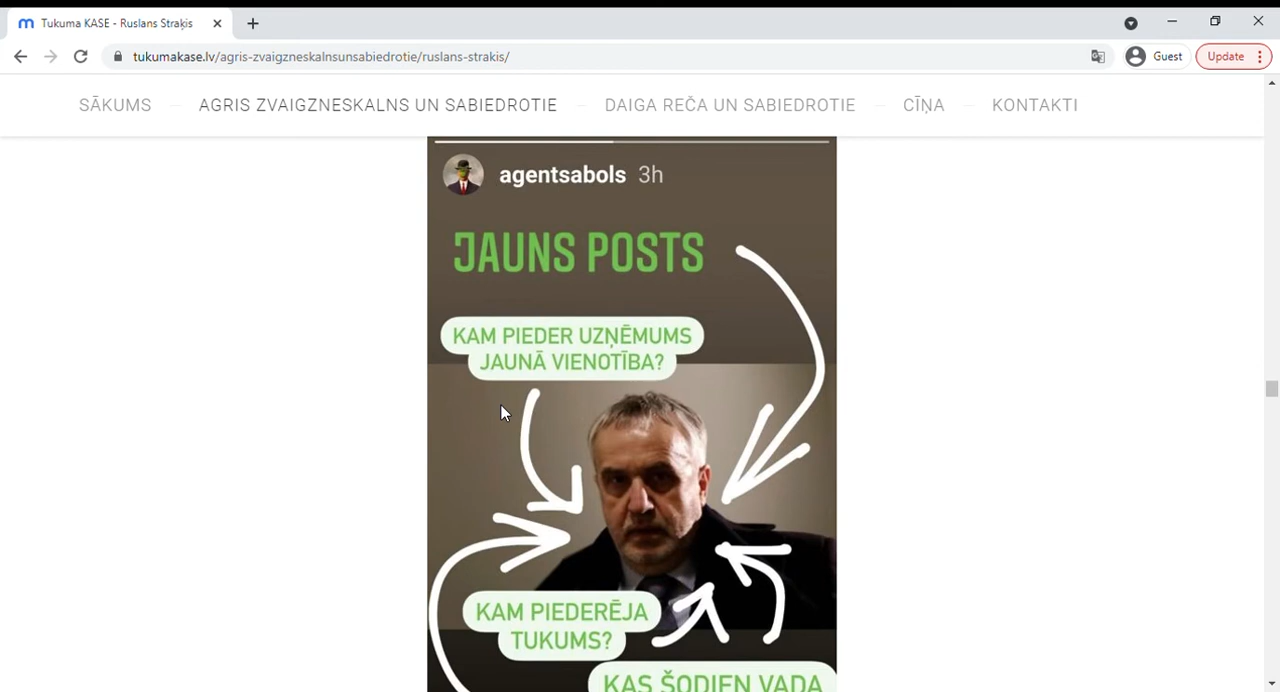 Tukuma KASE - Ruslans Straķis
tukumakase.lv/agris-zvaigzneskalnsunsabiedrotie/ruslans-strakis/
Guest
Update
SĀKUMS
AGRIS ZVAIGZNESKALNS UN SABIEDROTIE
DAIGA REČA UN SABIEDROTIE
CĪŅA
KONTAKTI
agentsabols 3h
JAUNS POSTS
KAM PIEDER UZŅĒMUMS
JAUNĀ VIENOTĪBA?
KAM PIEDERĒJA
TUKUMS?
KAS ŠODIEN VADA